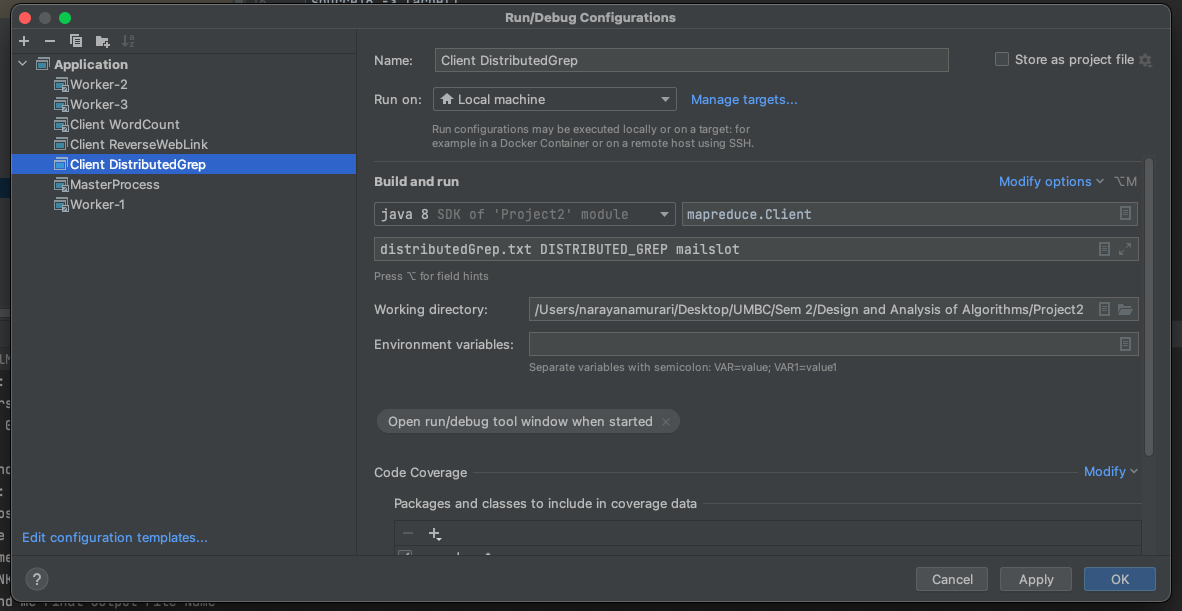 Run/Debug Configurations
Application
Worker-2
Worker-3
Client WordCount
Client ReverseWebLink
Client DistributedGrep
MasterProcess
Worker-1
Edit configuration templates...
Name: Client DistributedGrep
Store as project file
Run on: Local machine
Manage targets...
Run configurations may be executed locally or on a target: for
example in a Docker Container or on a remote host using SSH.
Build and run
Modify options ⌥M
java 8 SDK of 'Project2' module
mapreduce.Client
distributedGrep.txt DISTRIBUTED_GREP mailslot
Press ⌥ for field hints
Working directory: /Users/narayanamurari/Desktop/UMBC/Sem 2/Design and Analysis of Algorithms/Project2
Environment variables:
Separate variables with semicolon: VAR=value; VAR1=value1
Open run/debug tool window when started
Code Coverage
Modify
Packages and classes to include in coverage data
?
Cancel
Apply
OK